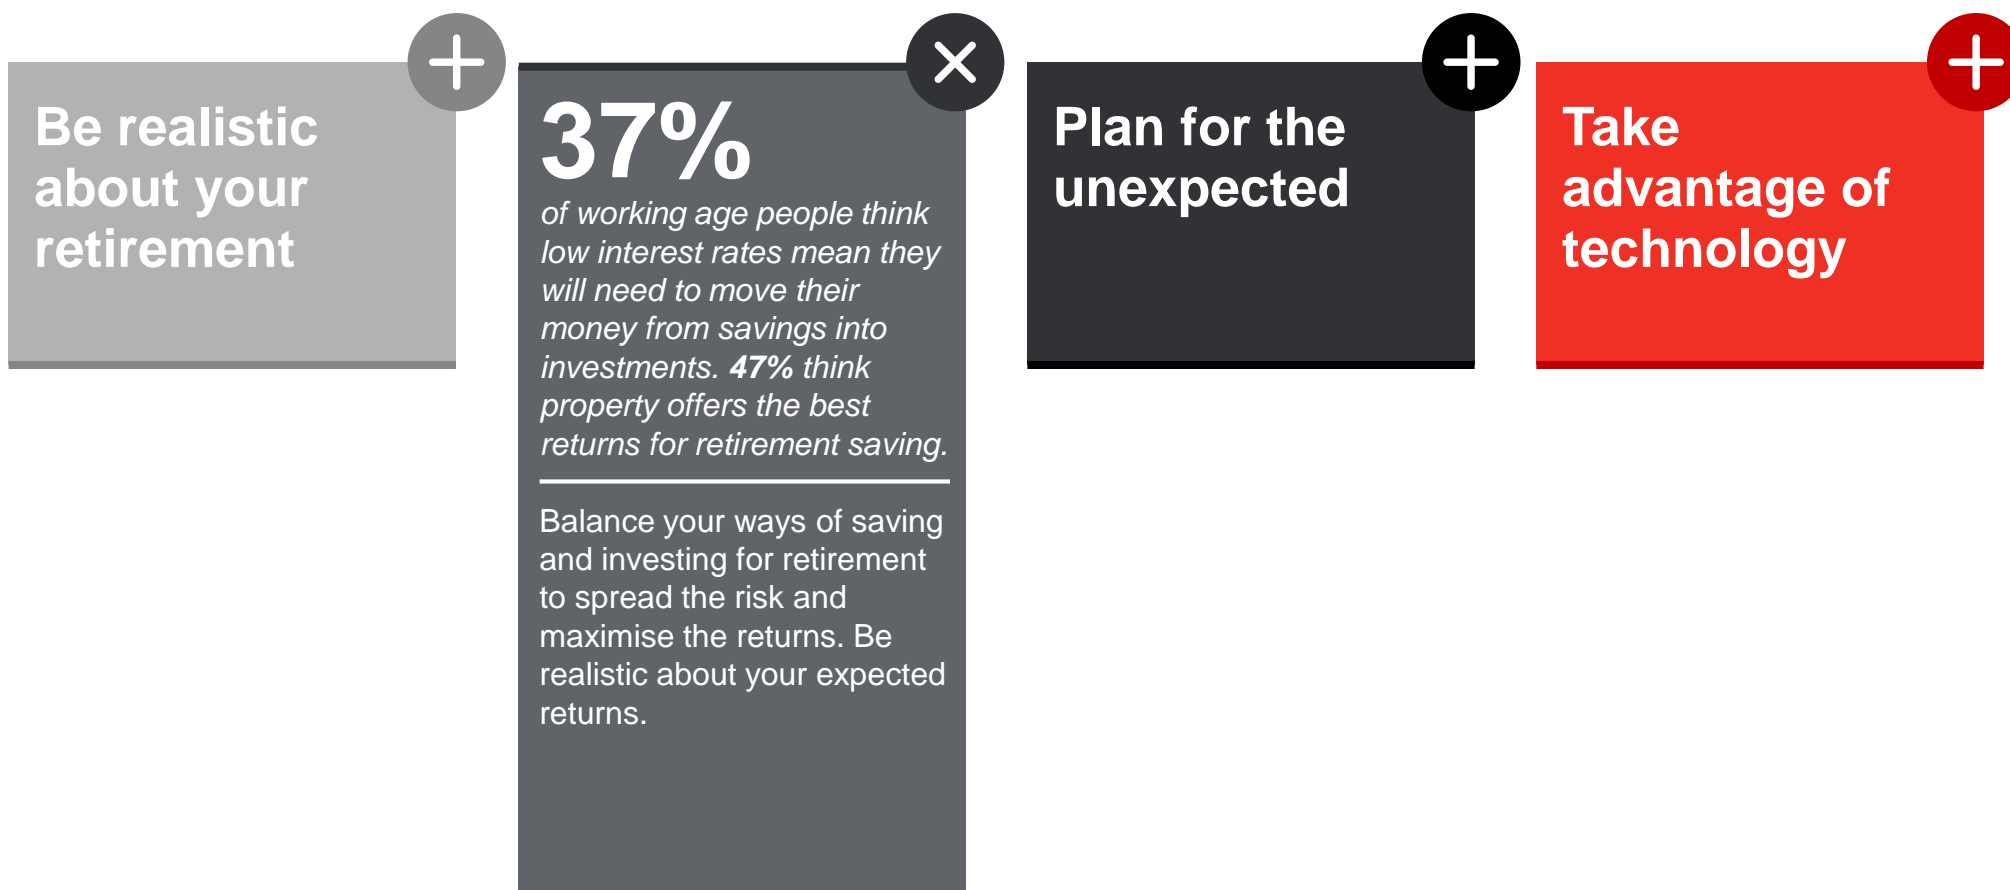 Be realistic
about your
retirement
37%
of working age people think
low interest rates mean they
will need to move their
money from savings into
investments. 47% think
property offers the best
returns for retirement saving.
Balance your ways of saving
and investing for retirement
to spread the risk and
maximise the returns. Be
realistic about your expected
returns.
Plan for the
unexpected
Take
advantage of
technology